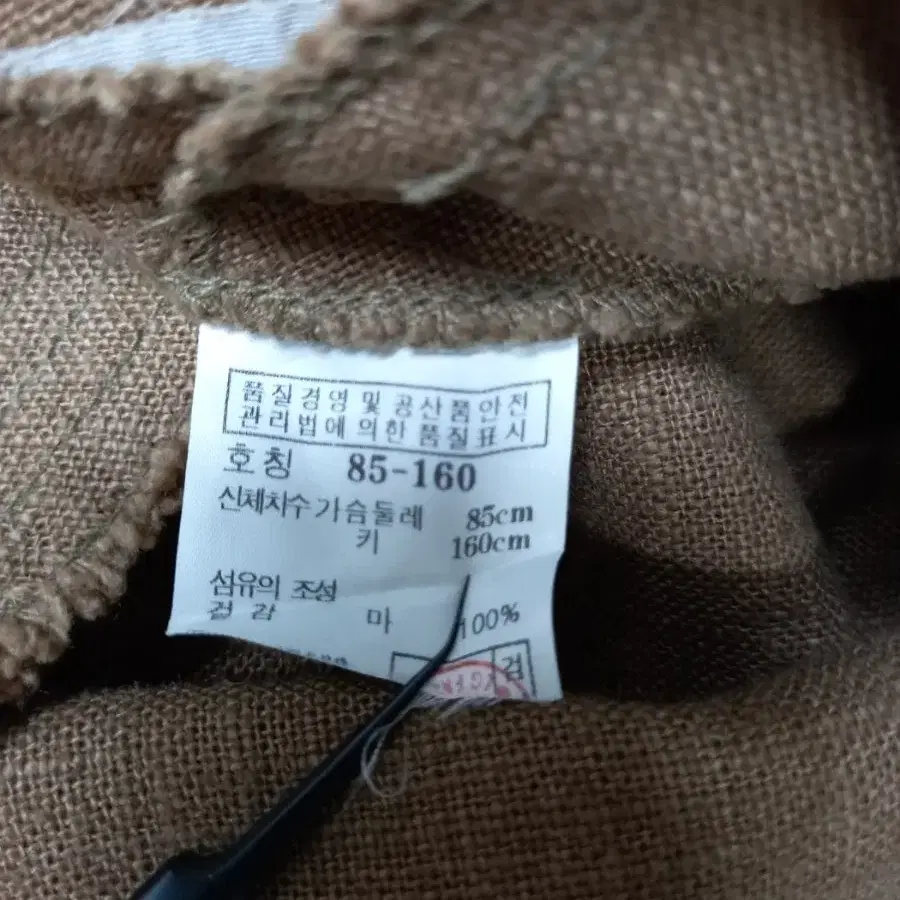 품질경영 및 공산품안전
관리법에 의한 품질표시
호칭 85-160
신체치수 가슴둘레 85cm
키 160cm
섬유의 조성
겉감 마 100%
검